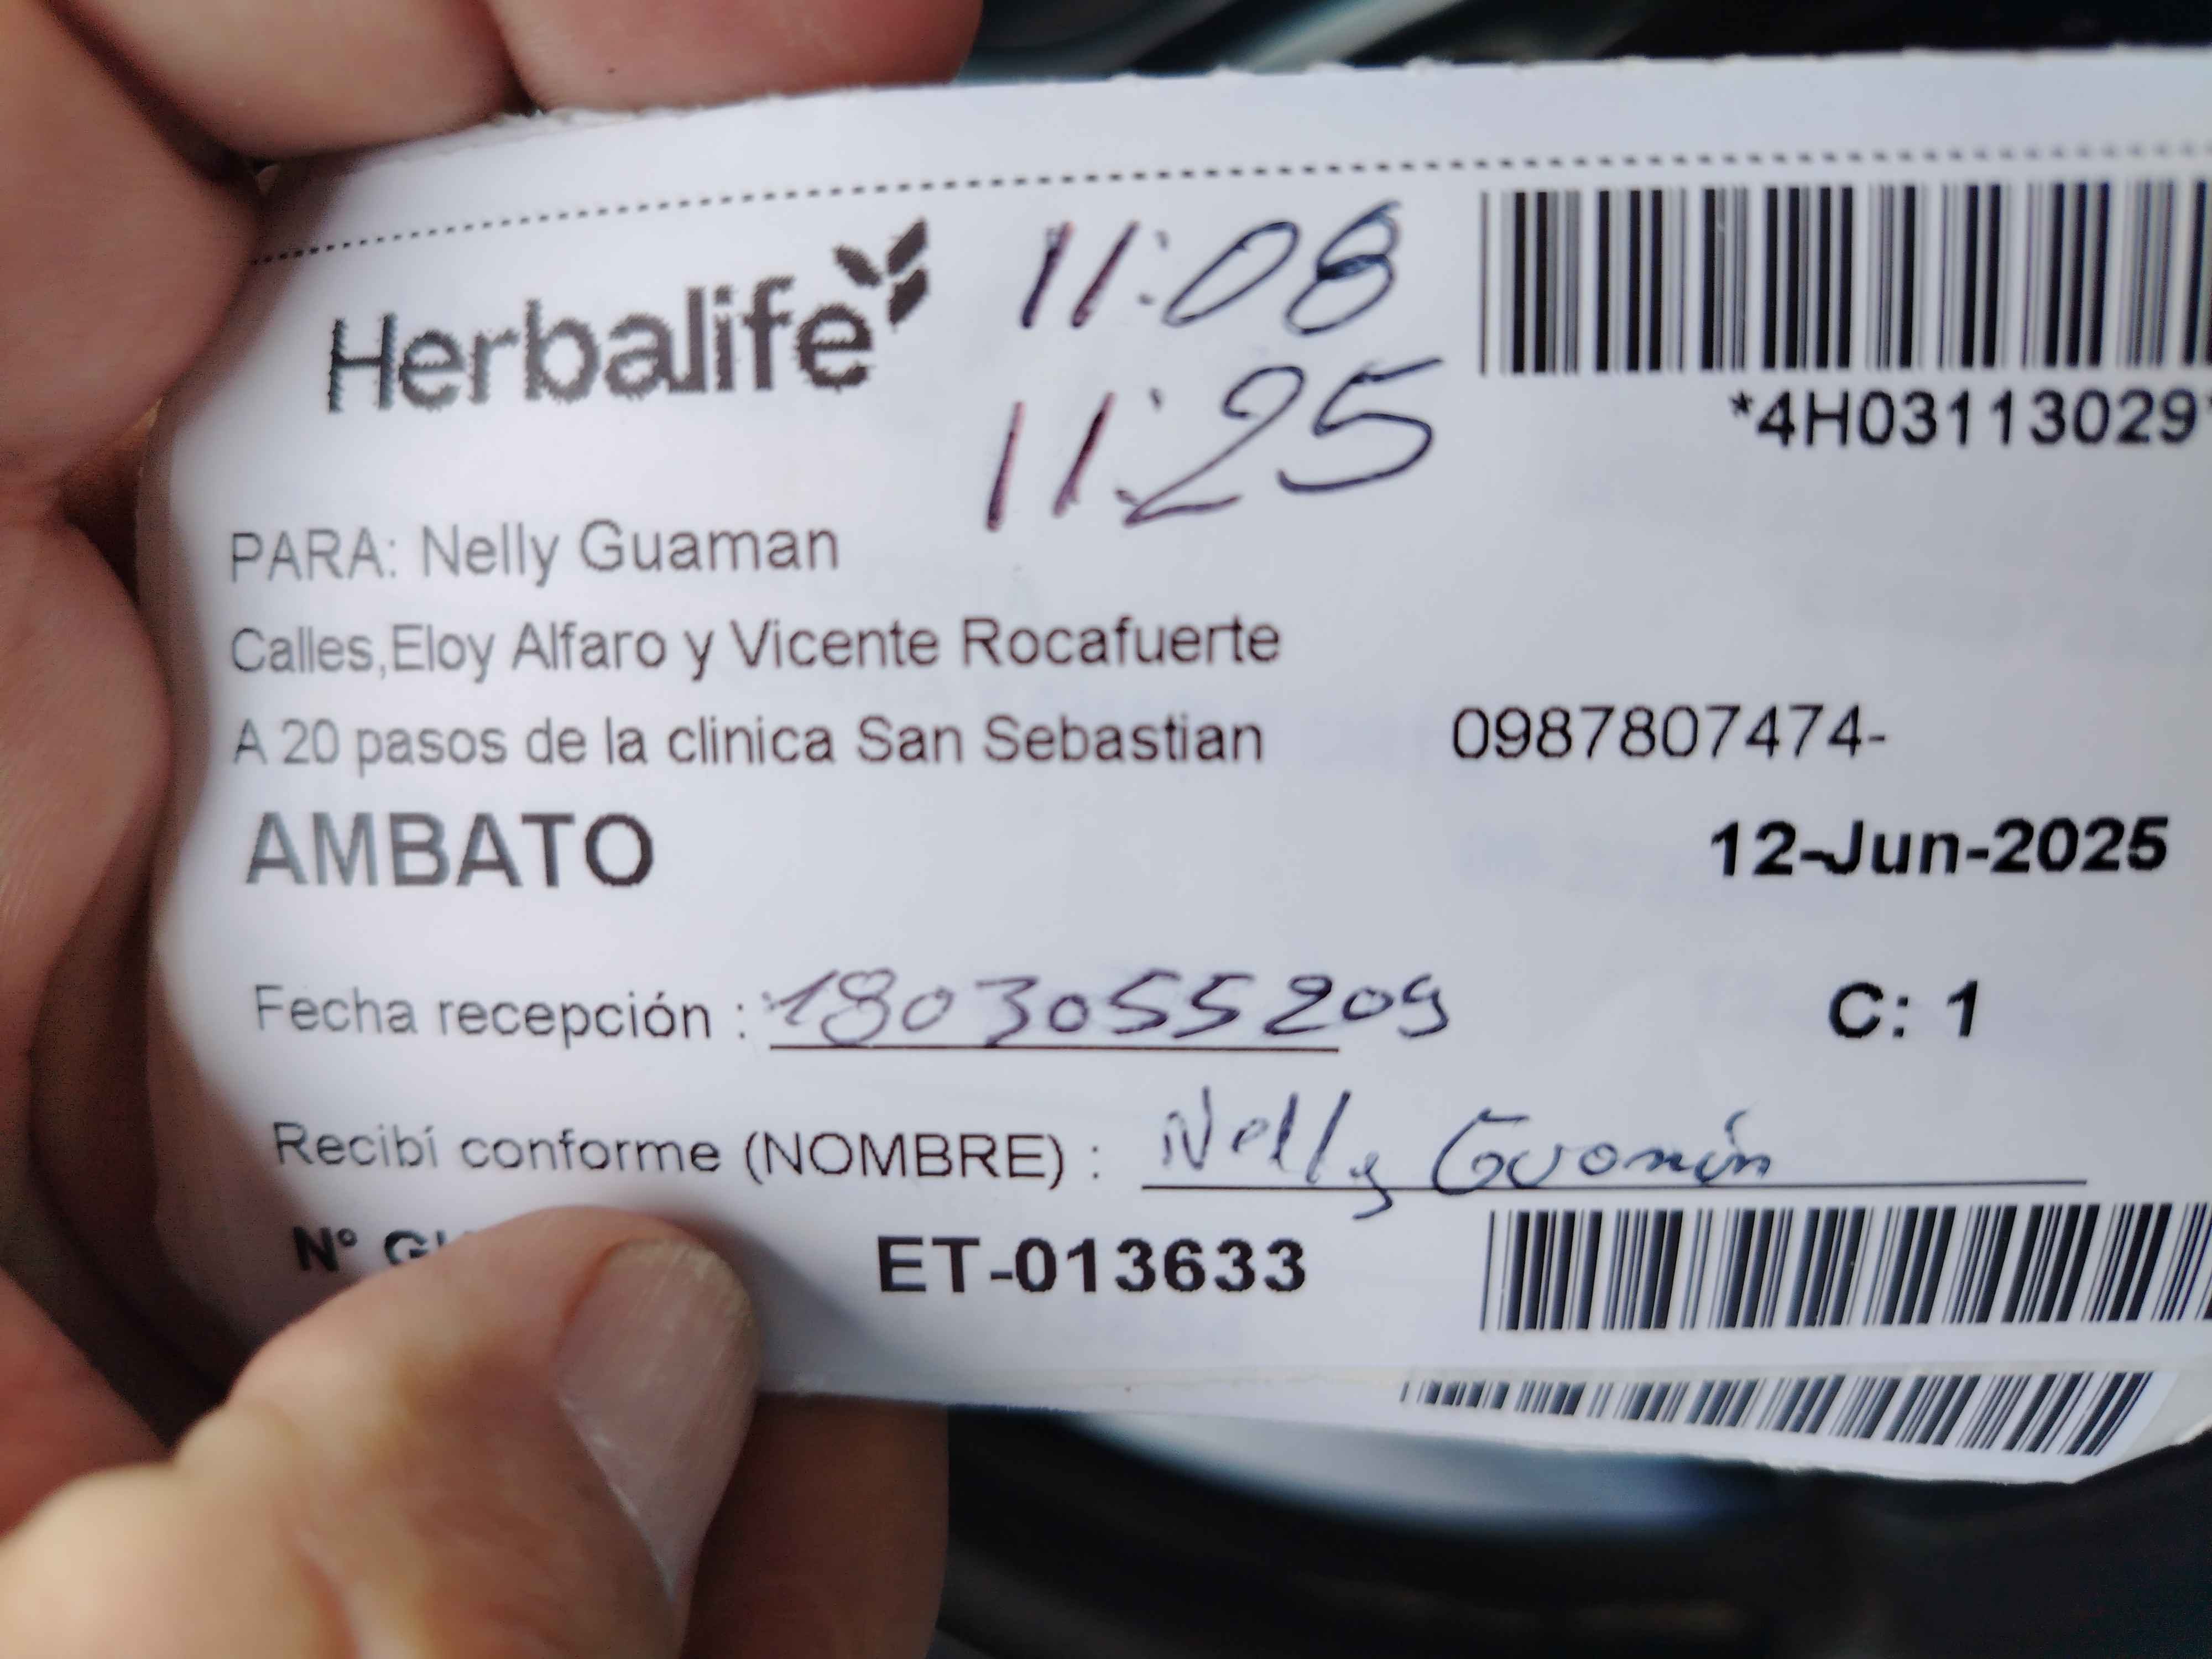 Herbalife
11:08
11:25
*4H03113029*
PARA: Nelly Guaman
Calles,Eloy Alfaro y Vicente Rocafuerte
A 20 pasos de la clinica San Sebastian 0987807474-
AMBATO
12-Jun-2025
Fecha recepción : 1803055209
C: 1
Recibí conforme (NOMBRE) : Nelly Guamán
Nº
ET-013633